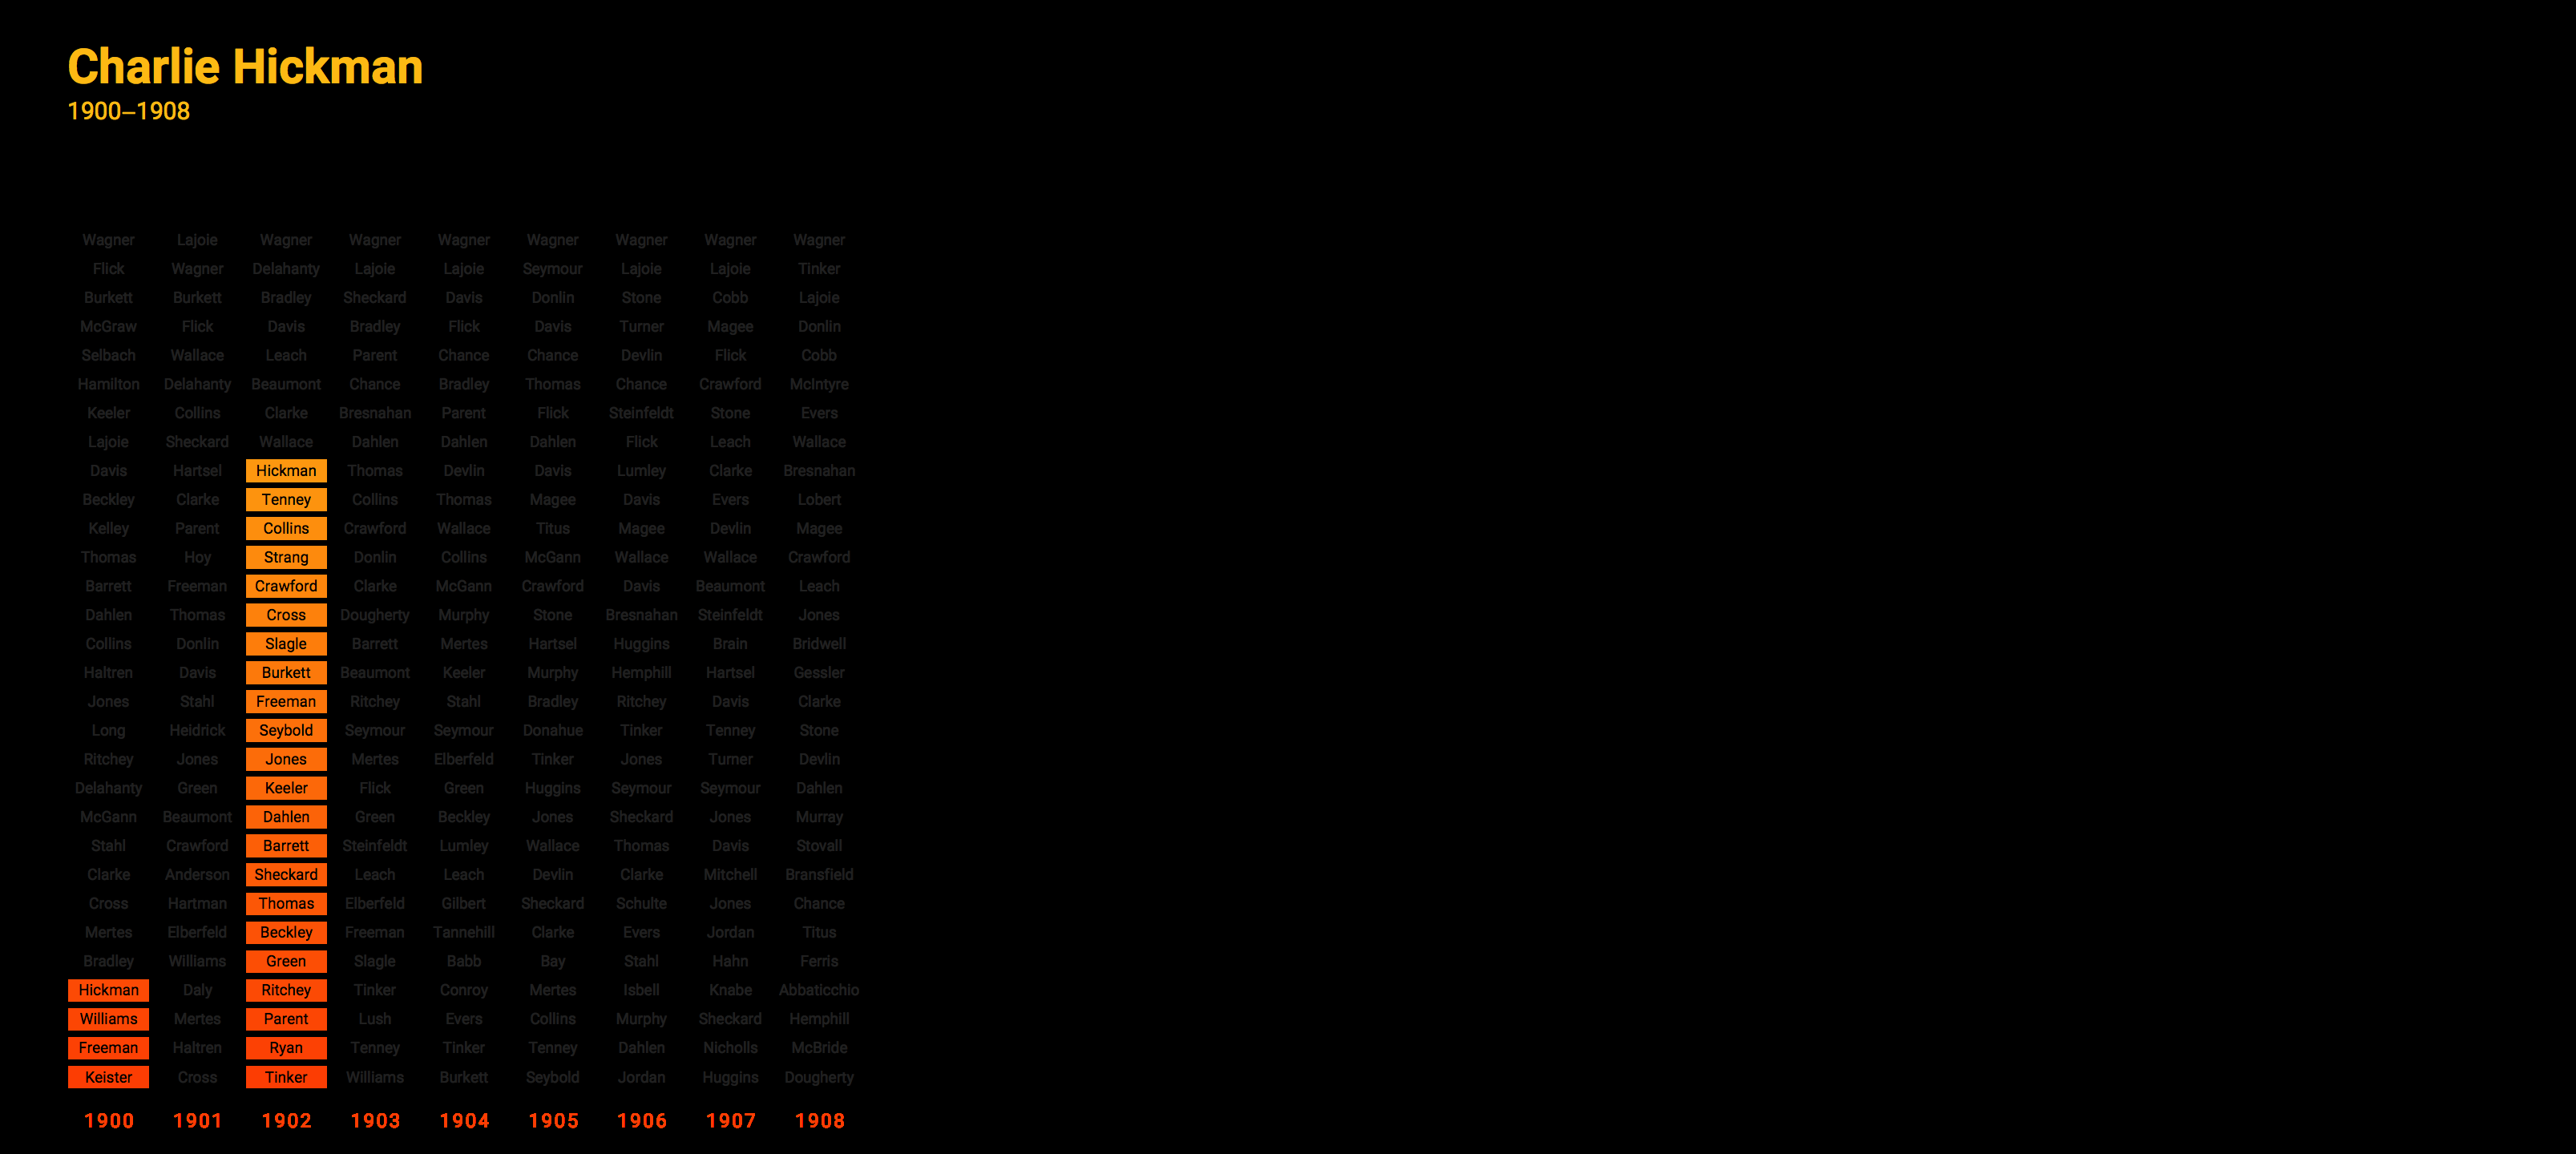 Charlie Hickman
1900–1908
Wagner Lajoie Wagner Wagner Wagner Wagner Wagner Wagner Wagner
Flick Wagner Delahanty Lajoie Lajoie Seymour Lajoie Lajoie Tinker
Burkett Burkett Bradley Sheckard Davis Donlin Stone Cobb Lajoie
McGraw Flick Davis Bradley Flick Davis Turner Magee Donlin
Selbach Wallace Leach Parent Chance Chance Devlin Flick Cobb
Hamilton Delahanty Beaumont Chance Bradley Thomas Chance Crawford McIntyre
Keeler Collins Clarke Bresnahan Parent Flick Steinfeldt Stone Evers
Lajoie Sheckard Wallace Dahlen Dahlen Dahlen Flick Leach Wallace
Davis Hartsel Hickman Thomas Devlin Davis Lumley Clarke Bresnahan
Beckley Clarke Tenney Collins Thomas Magee Davis Evers Lobert
Kelley Parent Collins Crawford Wallace Titus Magee Devlin Magee
Thomas Hoy Strang Donlin Collins McGann Wallace Wallace Crawford
Barrett Freeman Crawford Clarke McGann Crawford Davis Beaumont Leach
Dahlen Thomas Cross Dougherty Murphy Stone Bresnahan Steinfeldt Jones
Collins Donlin Slagle Barrett Mertes Hartsel Huggins Brain Bridwell
Haltren Davis Burkett Beaumont Keeler Murphy Hemphill Hartsel Gessler
Jones Stahl Freeman Ritchey Stahl Bradley Ritchey Davis Clarke
Long Heidrick Seybold Seymour Seymour Donahue Tinker Tenney Stone
Ritchey Jones Jones Mertes Elberfeld Tinker Jones Turner Devlin
Delahanty Green Keeler Flick Green Huggins Seymour Seymour Dahlen
McGann Beaumont Dahlen Green Beckley Jones Sheckard Jones Murray
Stahl Crawford Barrett Steinfeldt Lumley Wallace Thomas Davis Stovall
Clarke Anderson Sheckard Leach Leach Devlin Clarke Mitchell Bransfield
Cross Hartman Thomas Elberfeld Gilbert Sheckard Schulte Jones Chance
Mertes Elberfeld Beckley Freeman Tannehill Clarke Evers Jordan Titus
Bradley Williams Green Slagle Babb Bay Stahl Hahn Ferris
Hickman Daly Ritchey Tinker Conroy Mertes Isbell Knabe Abbaticchio
Williams Mertes Parent Lush Evers Collins Murphy Sheckard Hemphill
Freeman Haltren Ryan Tenney Tinker Tenney Dahlen Nicholls McBride
Keister Cross Tinker Williams Burkett Seybold Jordan Huggins Dougherty
1900 1901 1902 1903 1904 1905 1906 1907 1908